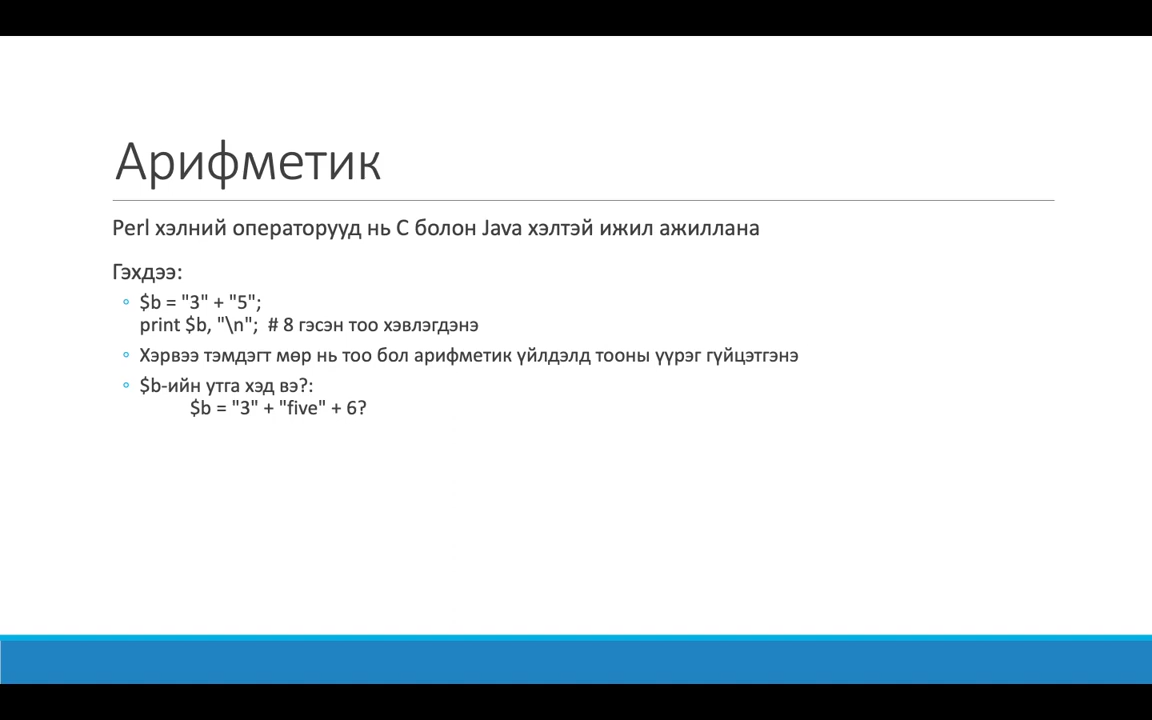 Арифметик
Perl хэлний операторууд нь C болон Java хэлтэй ижил ажиллана
Гэхдээ:
◦ $b = "3" + "5";
print $b, "\n"; # 8 гэсэн тоо хэвлэгдэнэ
◦ Хэрвээ тэмдэгт мөр нь тоо бол арифметик үйлдэлд тооны үүрэг гүйцэтгэнэ
◦ $b-ийн утга хэд вэ?:
$b = "3" + "five" + 6?